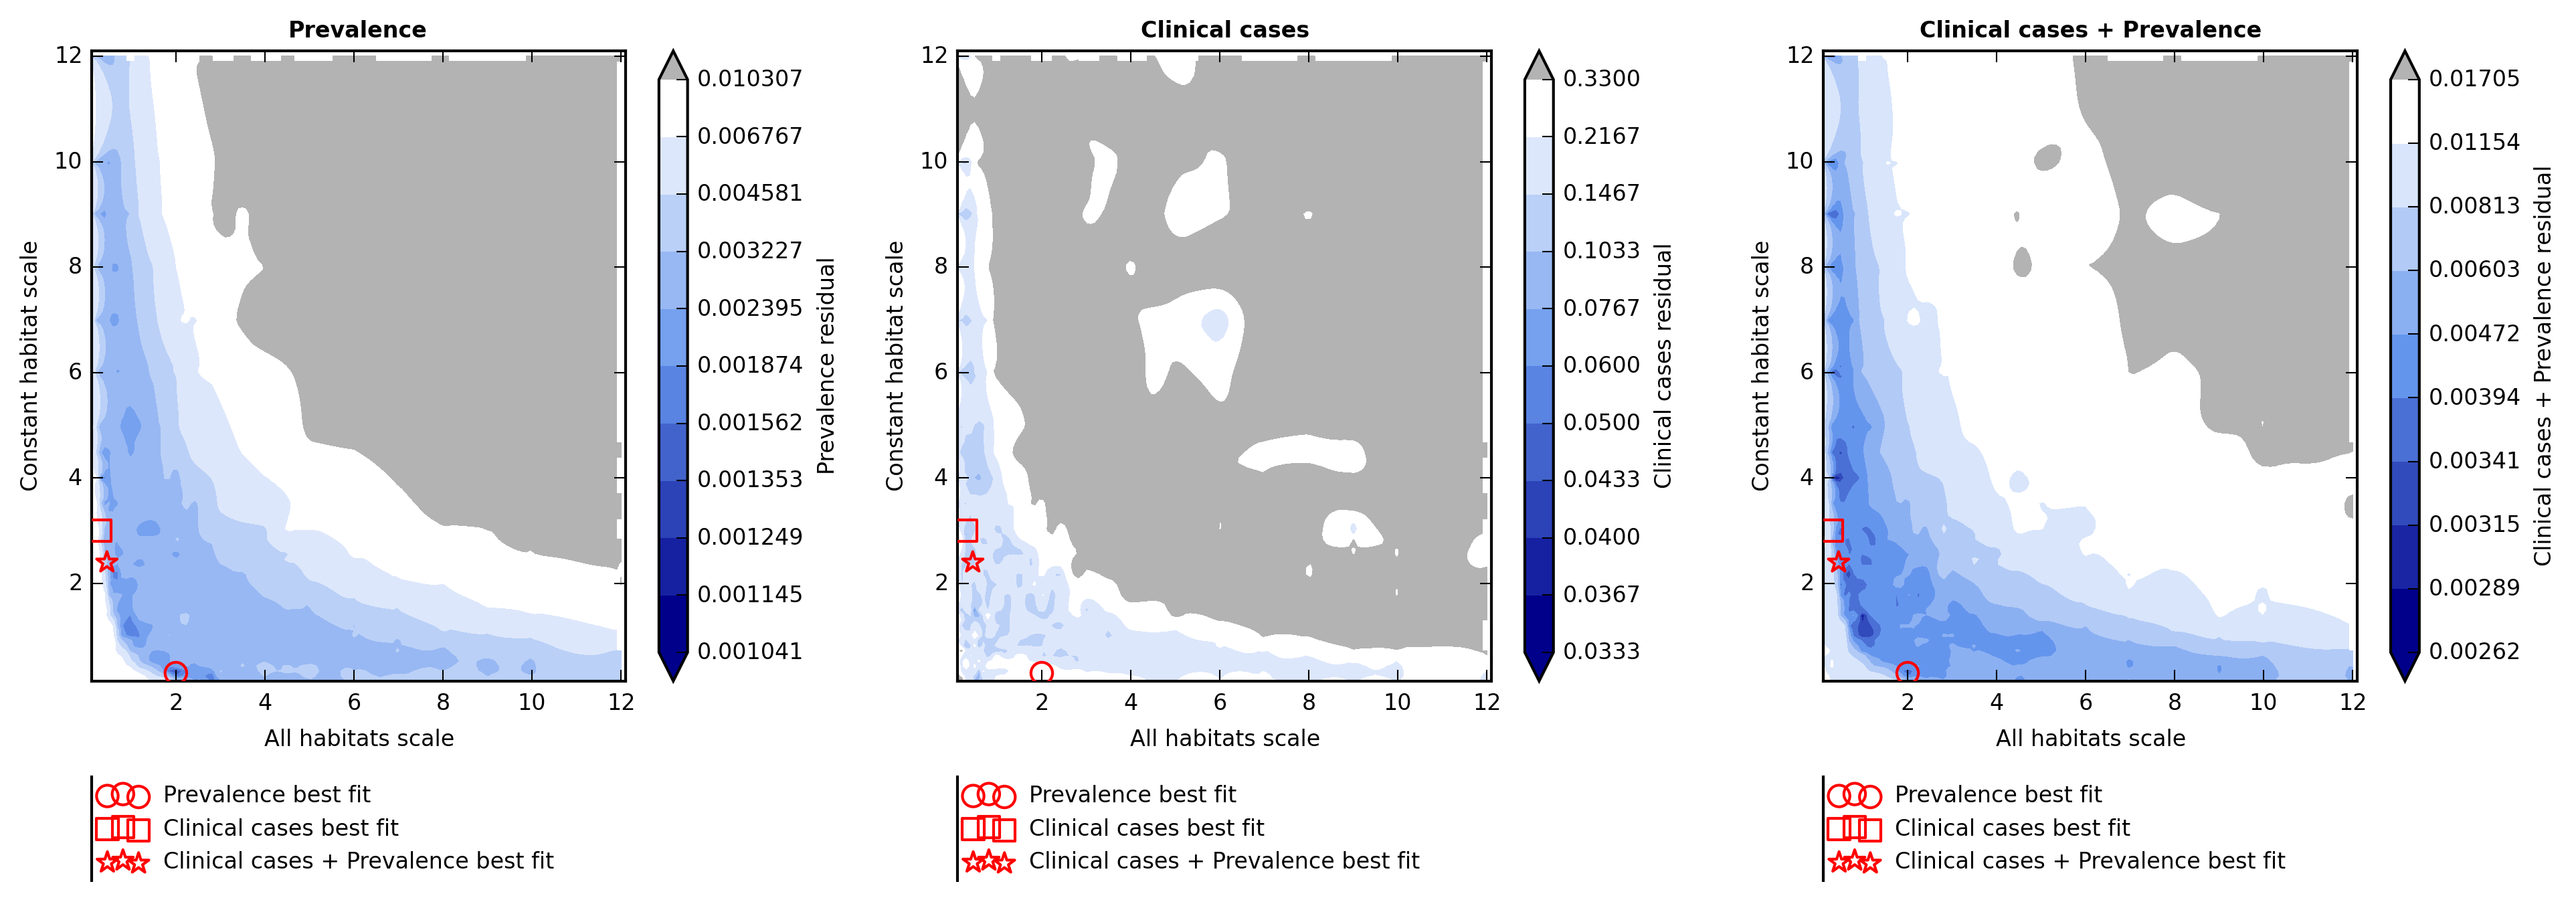 Prevalence
Clinical cases
Clinical cases + Prevalence
12
10
8
6
4
2
Constant habitat scale
2 4 6 8 10 12
All habitats scale
0.010307
0.006767
0.004581
0.003227
0.002395
0.001874
0.001562
0.001353
0.001249
0.001145
0.001041
Prevalence residual
12
10
8
6
4
2
Constant habitat scale
2 4 6 8 10 12
All habitats scale
0.3300
0.2167
0.1467
0.1033
0.0767
0.0600
0.0500
0.0433
0.0400
0.0367
0.0333
Clinical cases residual
12
10
8
6
4
2
Constant habitat scale
2 4 6 8 10 12
All habitats scale
0.01705
0.01154
0.00813
0.00603
0.00472
0.00394
0.00341
0.00315
0.00289
0.00262
Clinical cases + Prevalence residual
Prevalence best fit
Clinical cases best fit
Clinical cases + Prevalence best fit
Prevalence best fit
Clinical cases best fit
Clinical cases + Prevalence best fit
Prevalence best fit
Clinical cases best fit
Clinical cases + Prevalence best fit